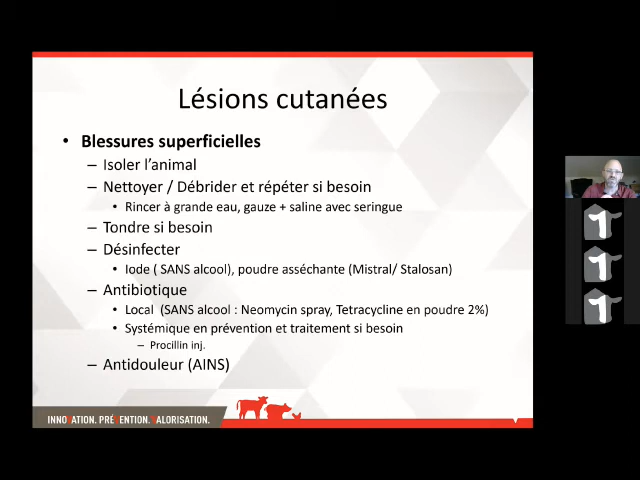 Lésions cutanées
• Blessures superficielles
– Isoler l'animal
– Nettoyer / Débrider et répéter si besoin
• Rincer à grande eau, gauze + saline avec seringue
– Tondre si besoin
– Désinfecter
• Iode ( SANS alcool), poudre asséchante (Mistral/ Stalosan)
– Antibiotique
• Local (SANS alcool : Neomycin spray, Tetracycline en poudre 2%)
• Systémique en prévention et traitement si besoin
– Procillin inj.
– Antidouleur (AINS)
INNOVATION. PRÉVENTION. VALORISATION.